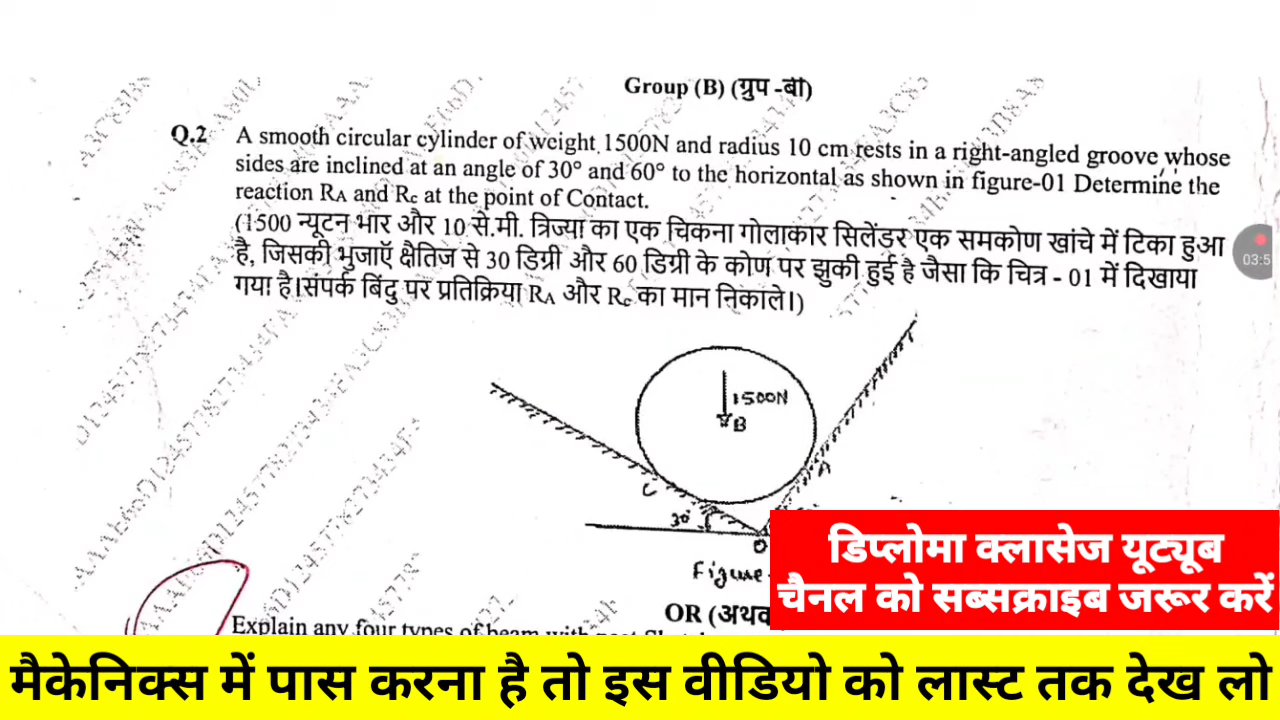 Group (B) (ग्रुप -बी)
Q.2 A smooth circular cylinder of weight 1500N and radius 10 cm rests in a right-angled groove whose
sides are inclined at an angle of 30° and 60° to the horizontal as shown in figure-01 Determine the
reaction RA and Rc at the point of Contact.
(1500 न्यूटन भार और 10 से.मी. त्रिज्या का एक चिकना गोलाकार सिलेंडर एक समकोण खांचे में टिका हुआ
है, जिसकी भुजाएँ क्षैतिज से 30 डिग्री और 60 डिग्री के कोण पर झुकी हुई है जैसा कि चित्र - 01 में दिखाया
गया है।संपर्क बिंदु पर प्रतिक्रिया RA और Rc का मान निकाले।)
03:5
1500N
B
A
C
30°
O
Figure-
OR (अथव
Explain any four types of beam with
डिप्लोमा क्लासेज यूट्यूब
चैनल को सब्सक्राइब जरूर करें
मैकेनिक्स में पास करना है तो इस वीडियो को लास्ट तक देख लो